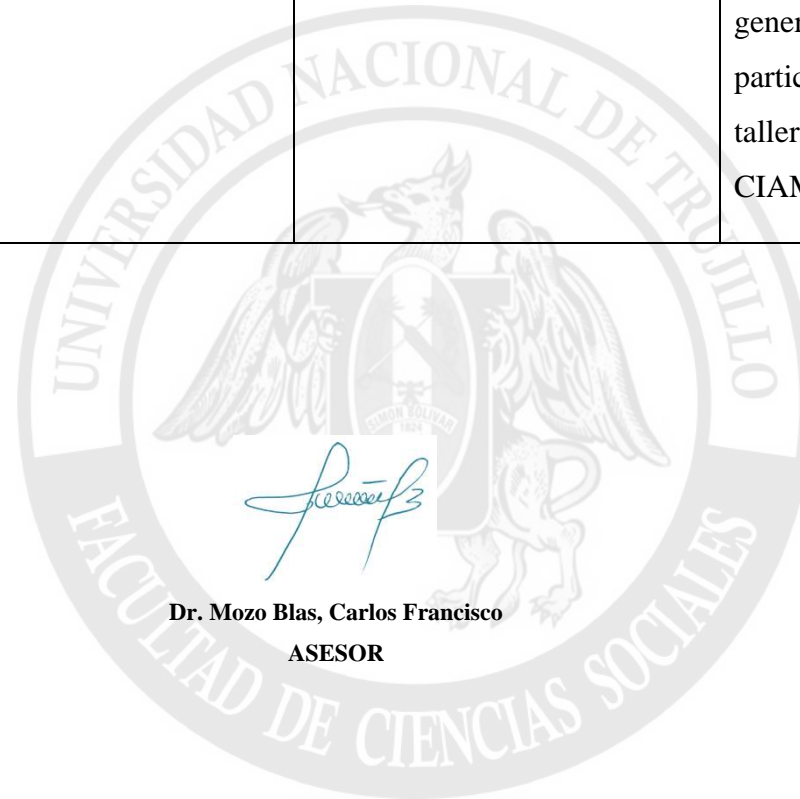 gener
partic
taller
CIAM
UNIVERSIDAD NACIONAL DE TRUJILLO
SIMON BOLIVAR
1824
Dr. Mozo Blas, Carlos Francisco
ASESOR
FACULTAD DE CIENCIAS SOCIALES